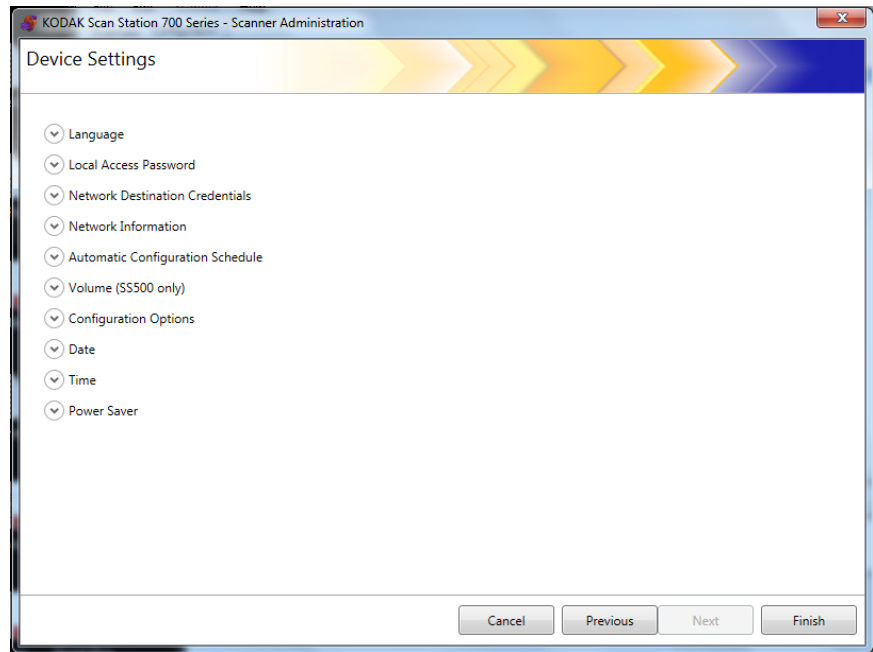 KODAK Scan Station 700 Series - Scanner Administration
Device Settings
Language
Local Access Password
Network Destination Credentials
Network Information
Automatic Configuration Schedule
Volume (SS500 only)
Configuration Options
Date
Time
Power Saver
Cancel Previous Next Finish